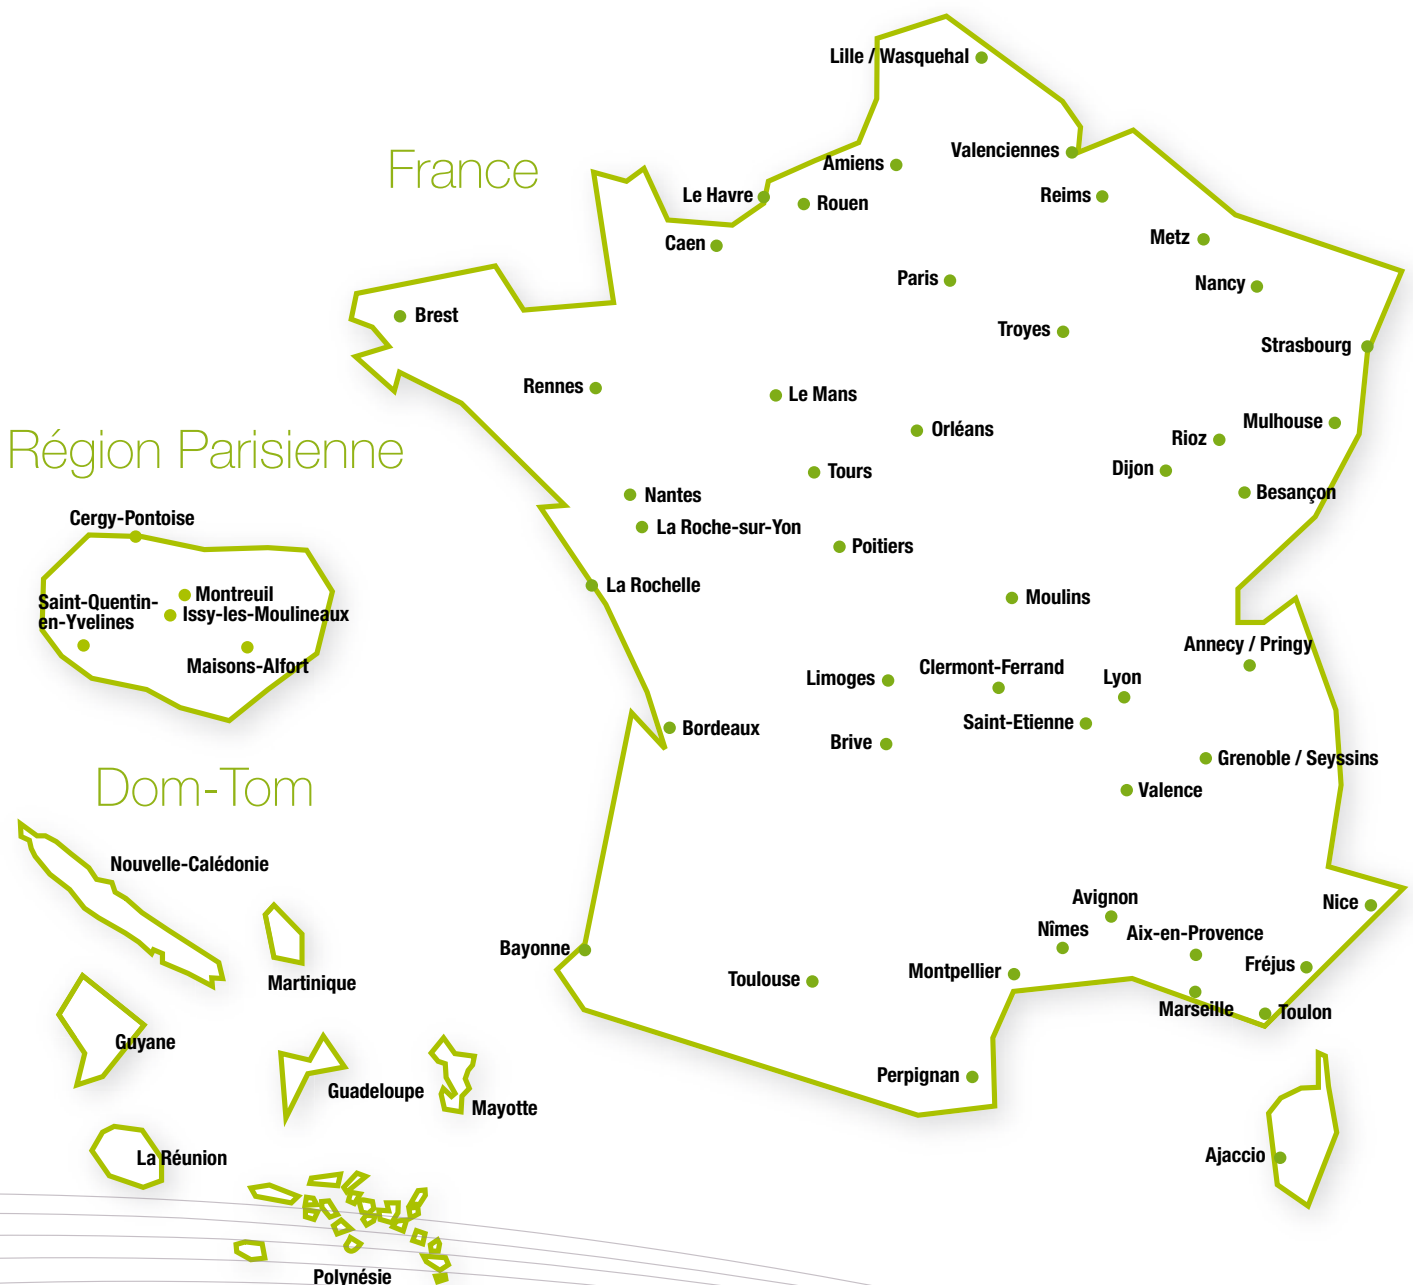 Lille / Wasquehal
France
Valenciennes
Amiens
Le Havre
Rouen
Reims
Caen
Metz
Paris
Nancy
Brest
Troyes
Strasbourg
Rennes
Le Mans
Orléans
Mulhouse
Rioz
Région Parisienne
Tours
Dijon
Nantes
Besançon
Cergy-Pontoise
La Roche-sur-Yon
Poitiers
La Rochelle
Montreuil
Saint-Quentin-
en-Yvelines
Issy-les-Moulineaux
Moulins
Maisons-Alfort
Annecy / Pringy
Clermont-Ferrand
Limoges
Lyon
Saint-Etienne
Bordeaux
Brive
Grenoble / Seyssins
Dom-Tom
Valence
Nouvelle-Calédonie
Avignon
Nice
Nîmes
Aix-en-Provence
Bayonne
Fréjus
Montpellier
Toulouse
Martinique
Marseille
Toulon
Guyane
Perpignan
Guadeloupe
Mayotte
Ajaccio
La Réunion
Polynésie